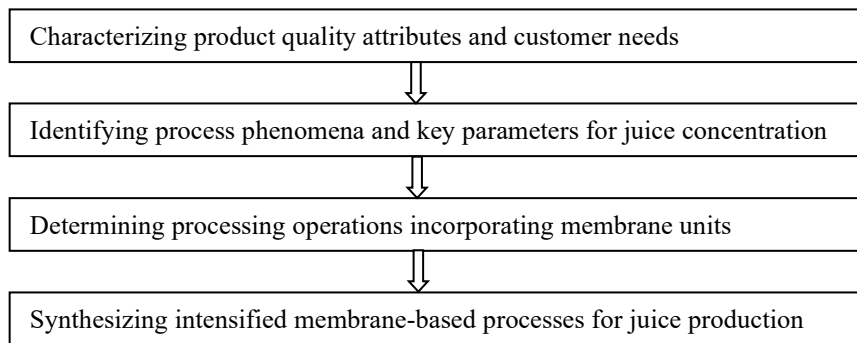 Characterizing product quality attributes and customer needs
Identifying process phenomena and key parameters for juice concentration
Determining processing operations incorporating membrane units
Synthesizing intensified membrane-based processes for juice production